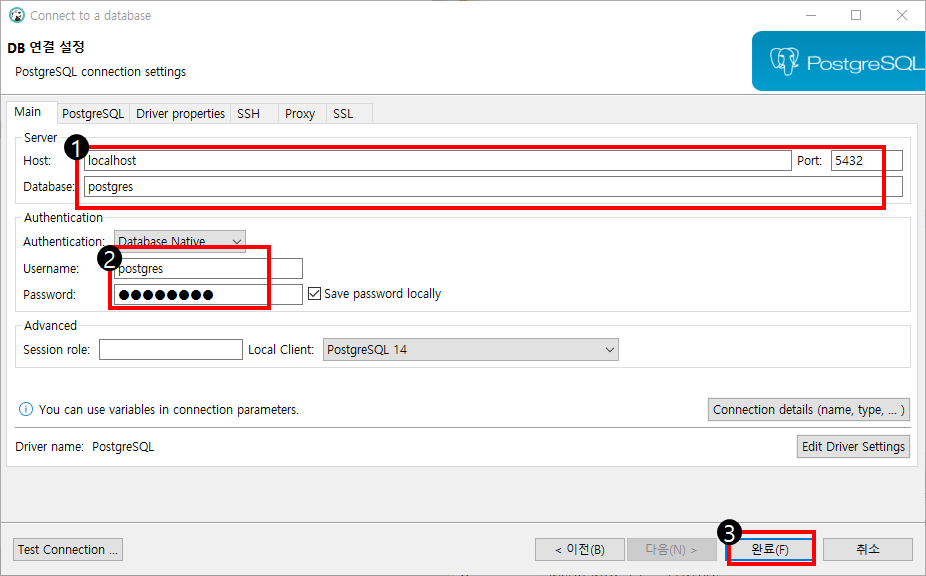 Connect to a database
DB 연결 설정
PostgreSQL connection settings
PostgreSQL
Main PostgreSQL Driver properties SSH Proxy SSL
Server
1
Host: localhost Port: 5432
Database: postgres
Authentication
Authentication: Database Native
2
Username: postgres
Password: ●●●●●●●● Save password locally
Advanced
Session role: Local Client: PostgreSQL 14
You can use variables in connection parameters.
Connection details (name, type, ... )
Driver name: PostgreSQL
Edit Driver Settings
3
Test Connection ... < 이전(B) 다음(N) > 완료(F) 취소